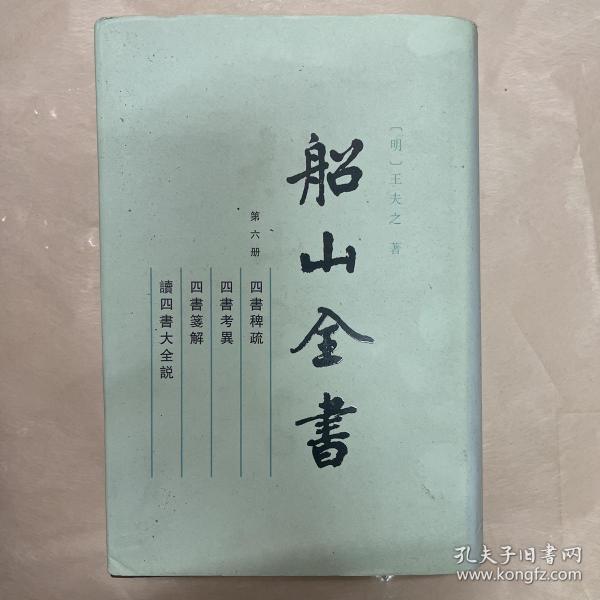 〔明〕王夫之 著
船山全書
第六册
四書稗疏
四書考異
四書箋解
讀四書大全説
孔夫子旧书网
www.kongfz.com